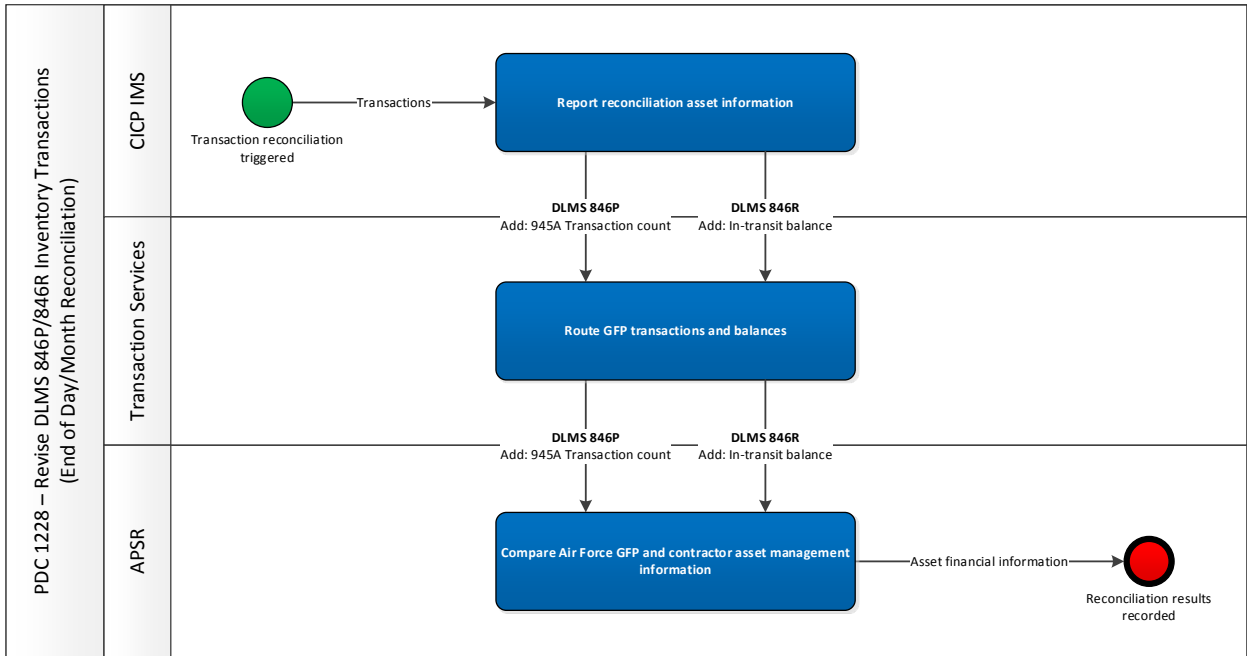 PDC 1228 – Revise DLMS 846P/846R Inventory Transactions
(End of Day/Month Reconciliation)
CICP IMS
Transaction reconciliation
triggered
Transactions
Report reconciliation asset information
DLMS 846P
Add: 945A Transaction count
DLMS 846R
Add: In-transit balance
Transaction Services
Route GFP transactions and balances
DLMS 846P
Add: 945A Transaction count
DLMS 846R
Add: In-transit balance
APSR
Compare Air Force GFP and contractor asset management
information
Asset financial information
Reconciliation results
recorded